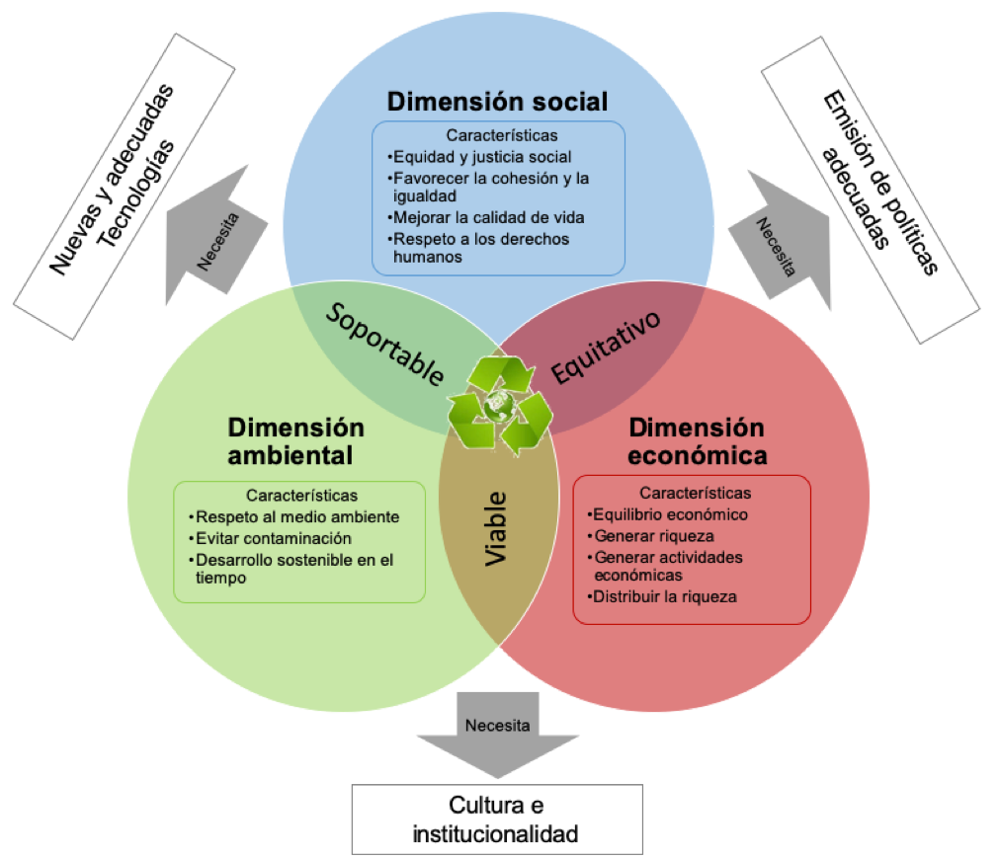 Nuevas y adecuadas
Tecnologías
Necesita
Dimensión social
Características
•Equidad y justicia social
•Favorecer la cohesión y la
igualdad
•Mejorar la calidad de vida
•Respeto a los derechos
humanos
Emisión de políticas
adecuadas
Necesita
Soportable
Equitativo
Dimensión
ambiental
Características
•Respeto al medio ambiente
•Evitar contaminación
•Desarrollo sostenible en el
tiempo
Viable
Dimensión
económica
Características
•Equilibrio económico
•Generar riqueza
•Generar actividades
económicas
•Distribuir la riqueza
Necesita
Cultura e
institucionalidad